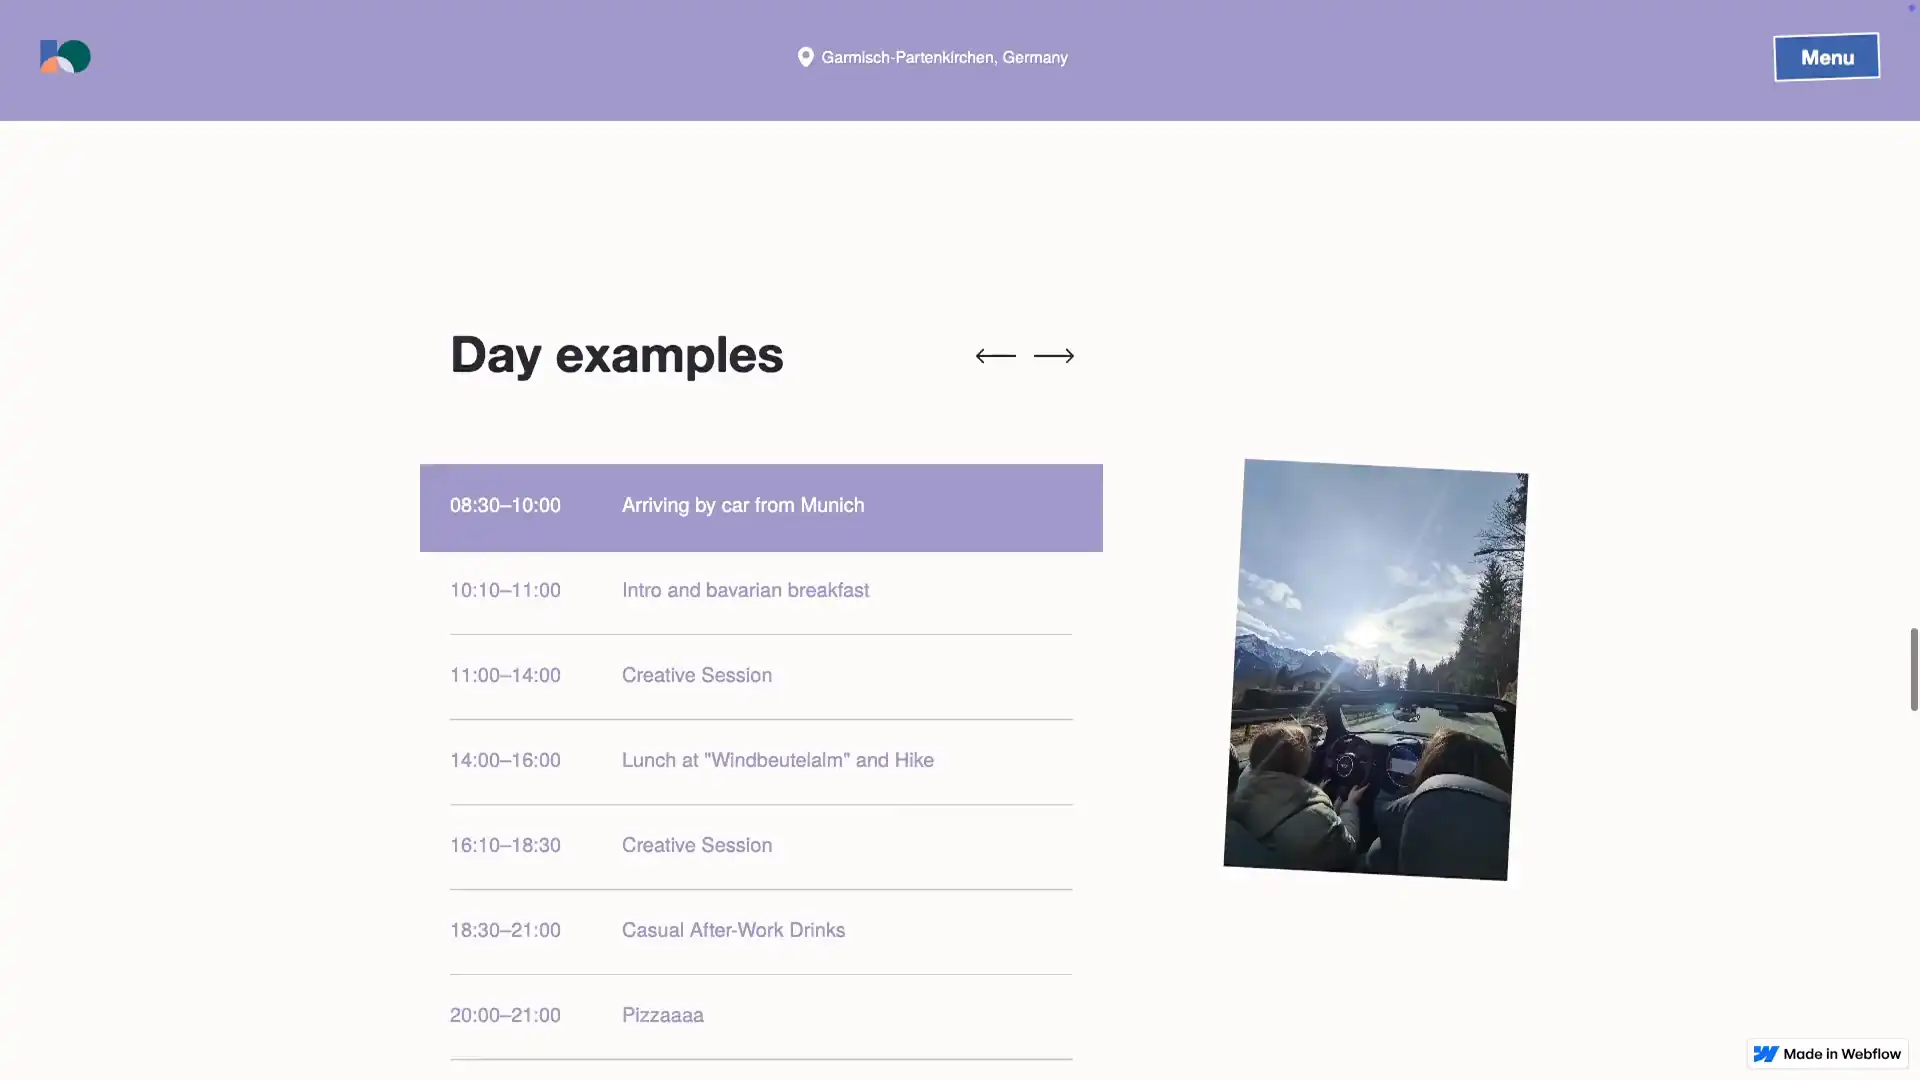 Garmisch-Partenkirchen, Germany
Menu
Day examples
08:30–10:00 Arriving by car from Munich
10:10–11:00 Intro and bavarian breakfast
11:00–14:00 Creative Session
14:00–16:00 Lunch at "Windbeutelalm" and Hike
16:10–18:30 Creative Session
18:30–21:00 Casual After-Work Drinks
20:00–21:00 Pizzaaaa
Made in Webflow